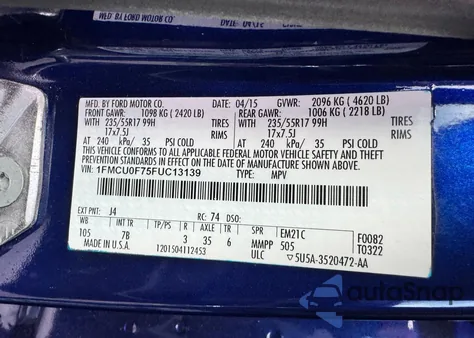 MFD. BY FORD MOTOR CO. 04/15 GVWR: 2096 KG (4620 LB)
FRONT GAWR: 1098 KG (2420 LB) REAR GAWR: 1006 KG (2218 LB)
WITH 235/55R17 99H TIRES WITH 235/55R17 99H TIRES
17x7.5J RIMS 17x7.5J RIMS
AT 240 kPa/ 35 PSI COLD AT 240 kPa/ 35 PSI COLD
THIS VEHICLE CONFORMS TO ALL APPLICABLE FEDERAL MOTOR VEHICLE
SAFETY, BUMPER, AND THEFT PREVENTION STANDARDS IN EFFECT ON THE DATE OF
MANUFACTURE SHOWN ABOVE.
VIN: 1FMCU0F75FUC13139 TYPE: MPV
EXT PNT: J4 RC: 74 DSO:
WB BRK INT TR TP/PS R AXLE TR SPR EM21C F0082
105 7B 3 35 6 MMPP 505 T0322
MADE IN U.S.A. 1201504112453 ULC 5U5A-3520472-AA
autoSnap